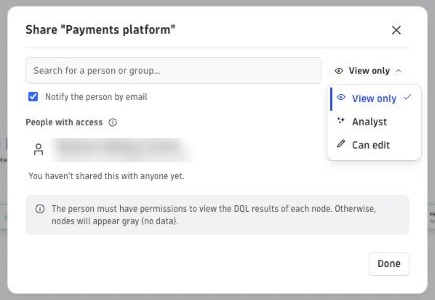 Share "Payments platform"
Search for a person or group...
View only
Notify the person by email
View only
Analyst
Can edit
People with access
You haven't shared this with anyone yet.
The person must have permissions to view the DQL results of each node. Otherwise,
nodes will appear gray (no data).
Done